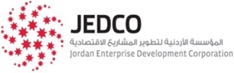 JEDCO
المؤسسة الأردنية لتطوير المشاريع الاقتصادية
Jordan Enterprise Development Corporation